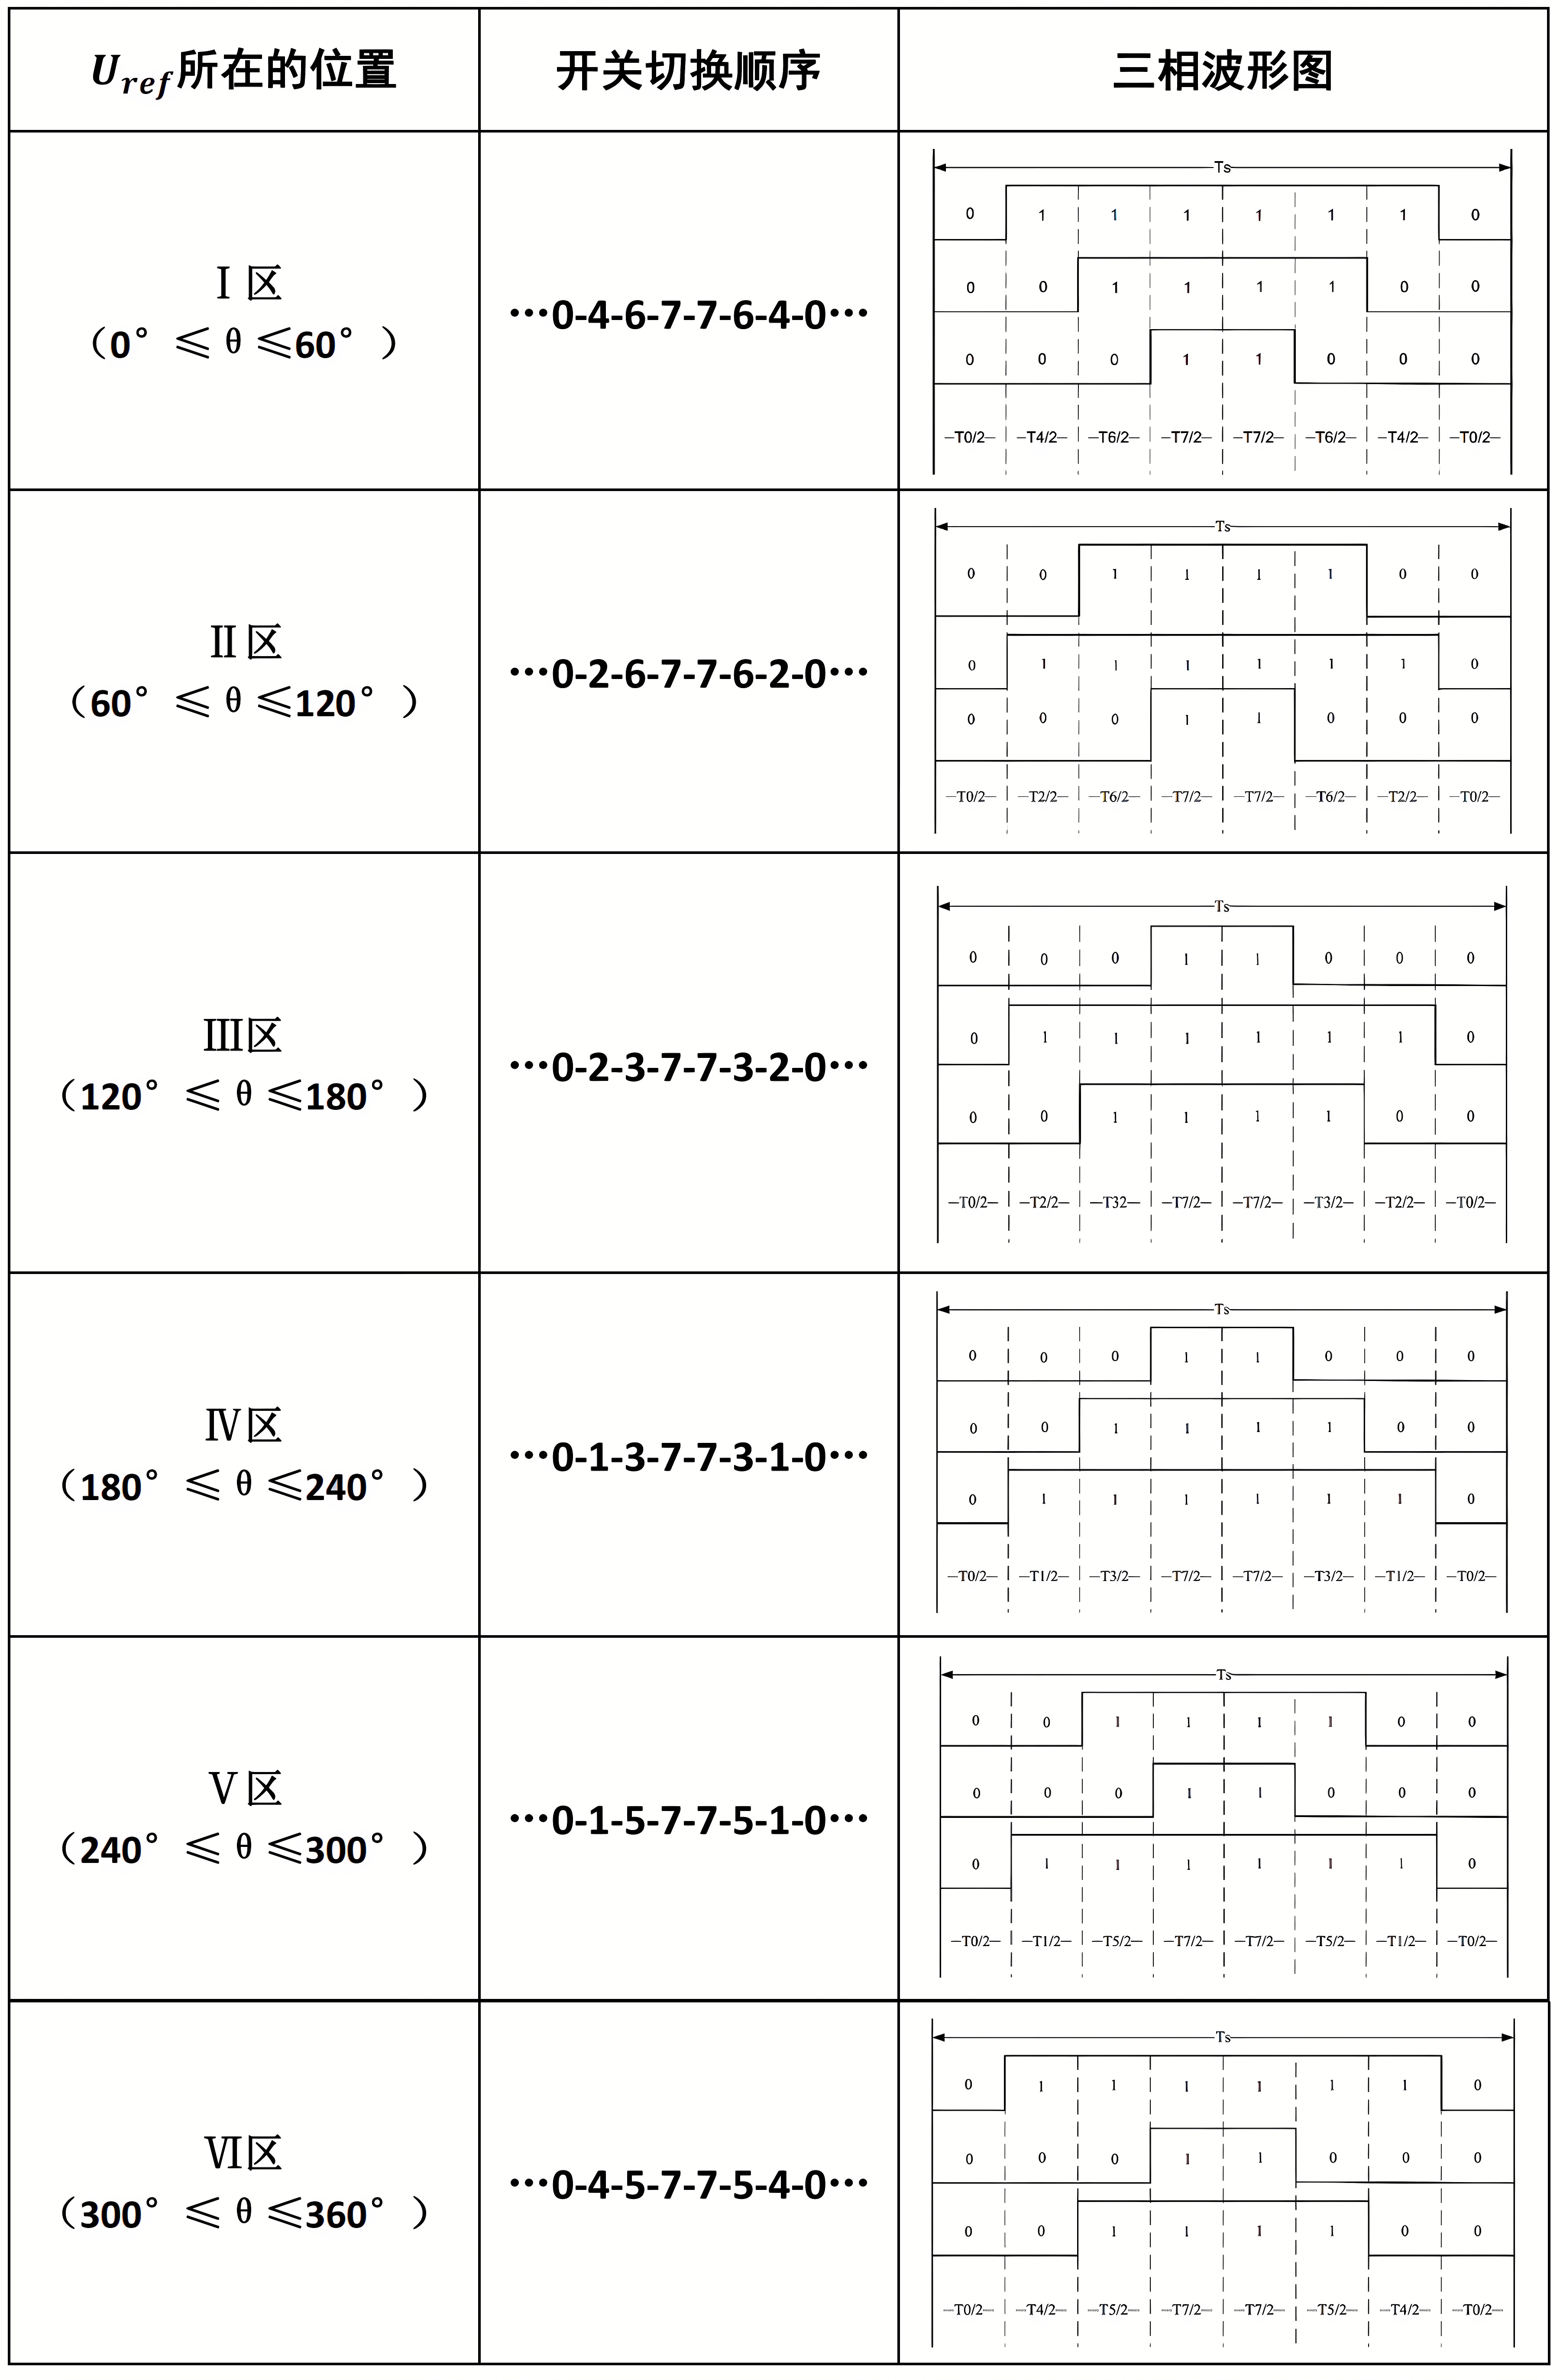 U_ref所在的位置
开关切换顺序
三相波形图
Ⅰ区
（0° ≤ θ ≤60° ）
···0-4-6-7-7-6-4-0···
Ts
0 1 1 1 1 1 1 0
0 0 1 1 1 1 0 0
0 0 0 1 1 0 0 0
T0/2 T4/2 T6/2 T7/2 T7/2 T6/2 T4/2 T0/2
Ⅱ区
（60° ≤ θ ≤120° ）
···0-2-6-7-7-6-2-0···
Ts
0 0 1 1 1 1 0 0
0 1 1 1 1 1 1 0
0 0 0 1 1 0 0 0
T0/2 T2/2 T6/2 T7/2 T7/2 T6/2 T2/2 T0/2
Ⅲ区
（120° ≤ θ ≤180° ）
···0-2-3-7-7-3-2-0···
Ts
0 0 0 1 1 0 0 0
0 1 1 1 1 1 1 0
0 0 1 1 1 1 0 0
T0/2 T2/2 T32 T7/2 T7/2 T3/2 T2/2 T0/2
Ⅳ区
（180° ≤ θ ≤240° ）
···0-1-3-7-7-3-1-0···
Ts
0 0 0 1 1 0 0 0
0 0 1 1 1 1 0 0
0 1 1 1 1 1 1 0
T0/2 T1/2 T3/2 T7/2 T7/2 T3/2 T1/2 T0/2
Ⅴ区
（240° ≤ θ ≤300° ）
···0-1-5-7-7-5-1-0···
Ts
0 0 1 1 1 1 0 0
0 0 0 1 1 0 0 0
0 1 1 1 1 1 1 0
T0/2 T1/2 T5/2 T7/2 T7/2 T5/2 T1/2 T0/2
Ⅵ区
（300° ≤ θ ≤360° ）
···0-4-5-7-7-5-4-0···
Ts
0 1 1 1 1 1 1 0
0 0 0 1 1 0 0 0
0 0 1 1 1 1 0 0
T0/2 T4/2 T5/2 T7/2 T7/2 T5/2 T4/2 T0/2